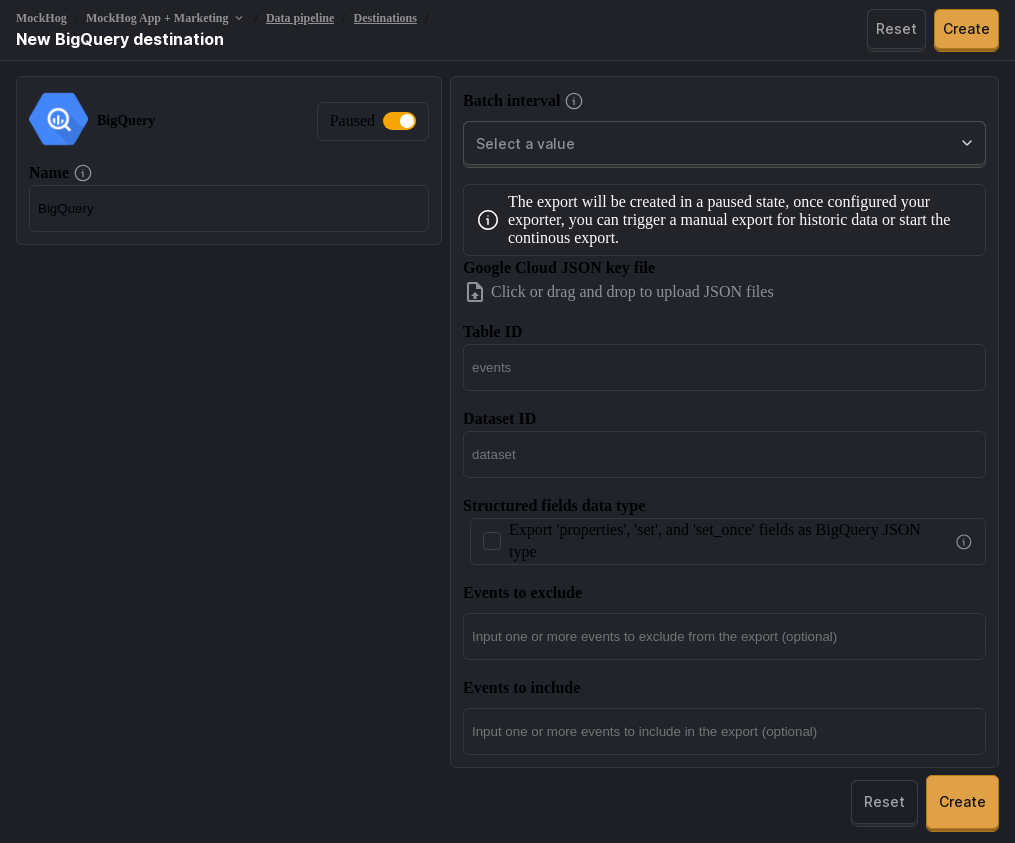 MockHog / MockHog App + Marketing / Data pipeline / Destinations /
New BigQuery destination
Reset
Create
BigQuery
Paused
Name
BigQuery
Batch interval
Select a value
The export will be created in a paused state, once configured your
exporter, you can trigger a manual export for historic data or start the
continous export.
Google Cloud JSON key file
Click or drag and drop to upload JSON files
Table ID
events
Dataset ID
dataset
Structured fields data type
Export 'properties', 'set', and 'set_once' fields as BigQuery JSON
type
Events to exclude
Input one or more events to exclude from the export (optional)
Events to include
Input one or more events to include in the export (optional)
Reset
Create